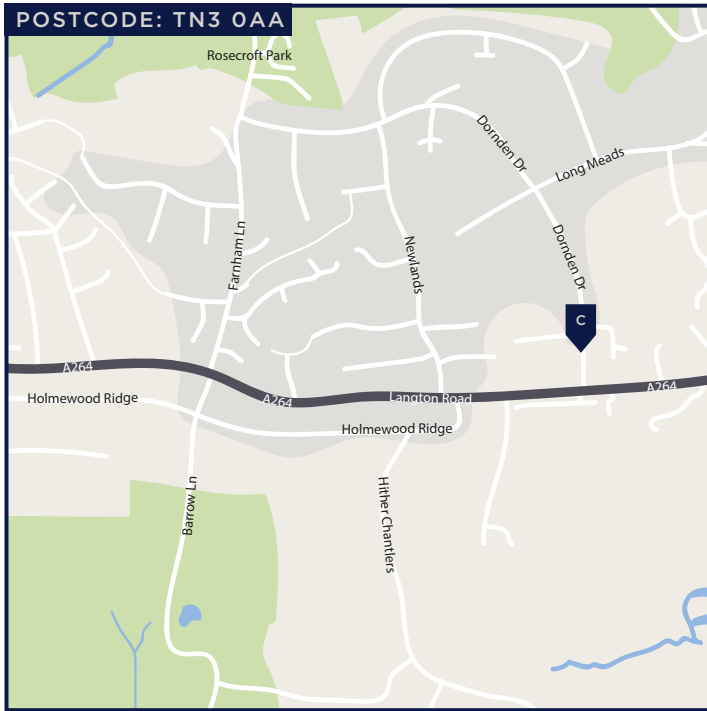 POSTCODE: TN3 0AA
Rosecroft Park
Dornden Dr
Long Meads
Farnham Ln
Newlands
Dornden Dr
C
A264
A264
Langton Road
A264
Holmewood Ridge
Holmewood Ridge
Barrow Ln
Hither Chantlers